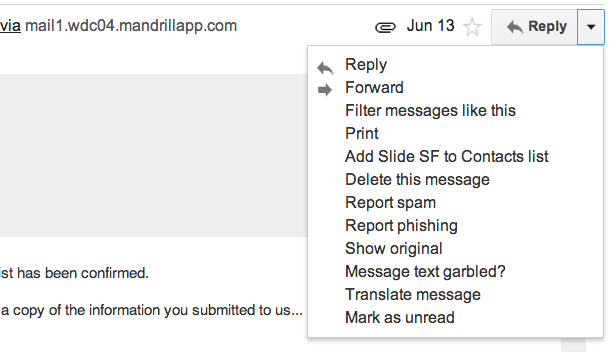 via mail1.wdc04.mandrillapp.com Jun 13 Reply
Reply
Forward
Filter messages like this
Print
Add Slide SF to Contacts list
Delete this message
Report spam
Report phishing
Show original
Message text garbled?
Translate message
Mark as unread
ist has been confirmed.
a copy of the information you submitted to us...